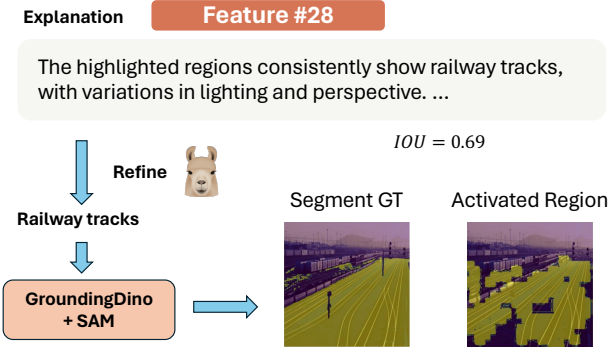 Explanation
Feature #28
The highlighted regions consistently show railway tracks,
with variations in lighting and perspective. ...
IOU = 0.69
Refine
Segment GT
Activated Region
Railway tracks
GroundingDino
+ SAM